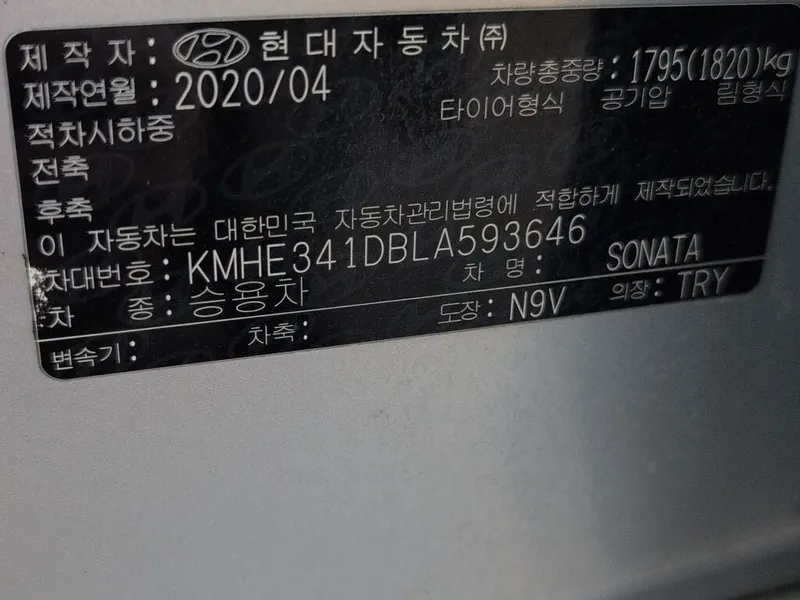 제작자: 현대자동차㈜
제작연월: 2020/04 차량총중량: 1795(1820)kg
적차시하중 타이어형식 공기압 림형식
전축
후축
이 자동차는 대한민국 자동차관리법령에 적합하게 제작되었습니다.
차대번호: KMHE341DBLA593646
차종: 승용차 차명: SONATA
변속기: 차축: 도장: N9V 의장: TRY